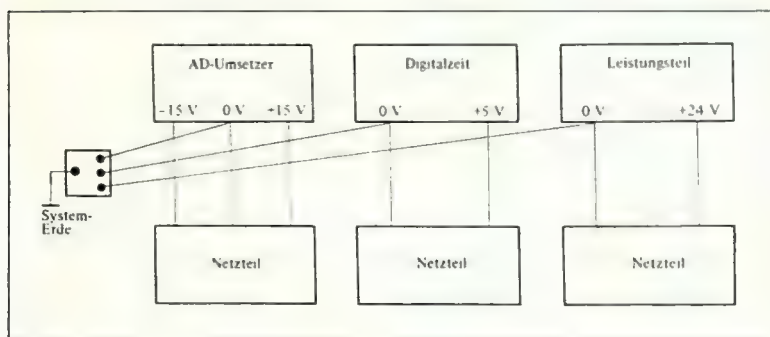 AD-Umsetzer
Digitalzeit
Leistungsteil
-15 V 0 V +15 V
0 V +5 V
0 V +24 V
System-
Erde
Netzteil
Netzteil
Netzteil